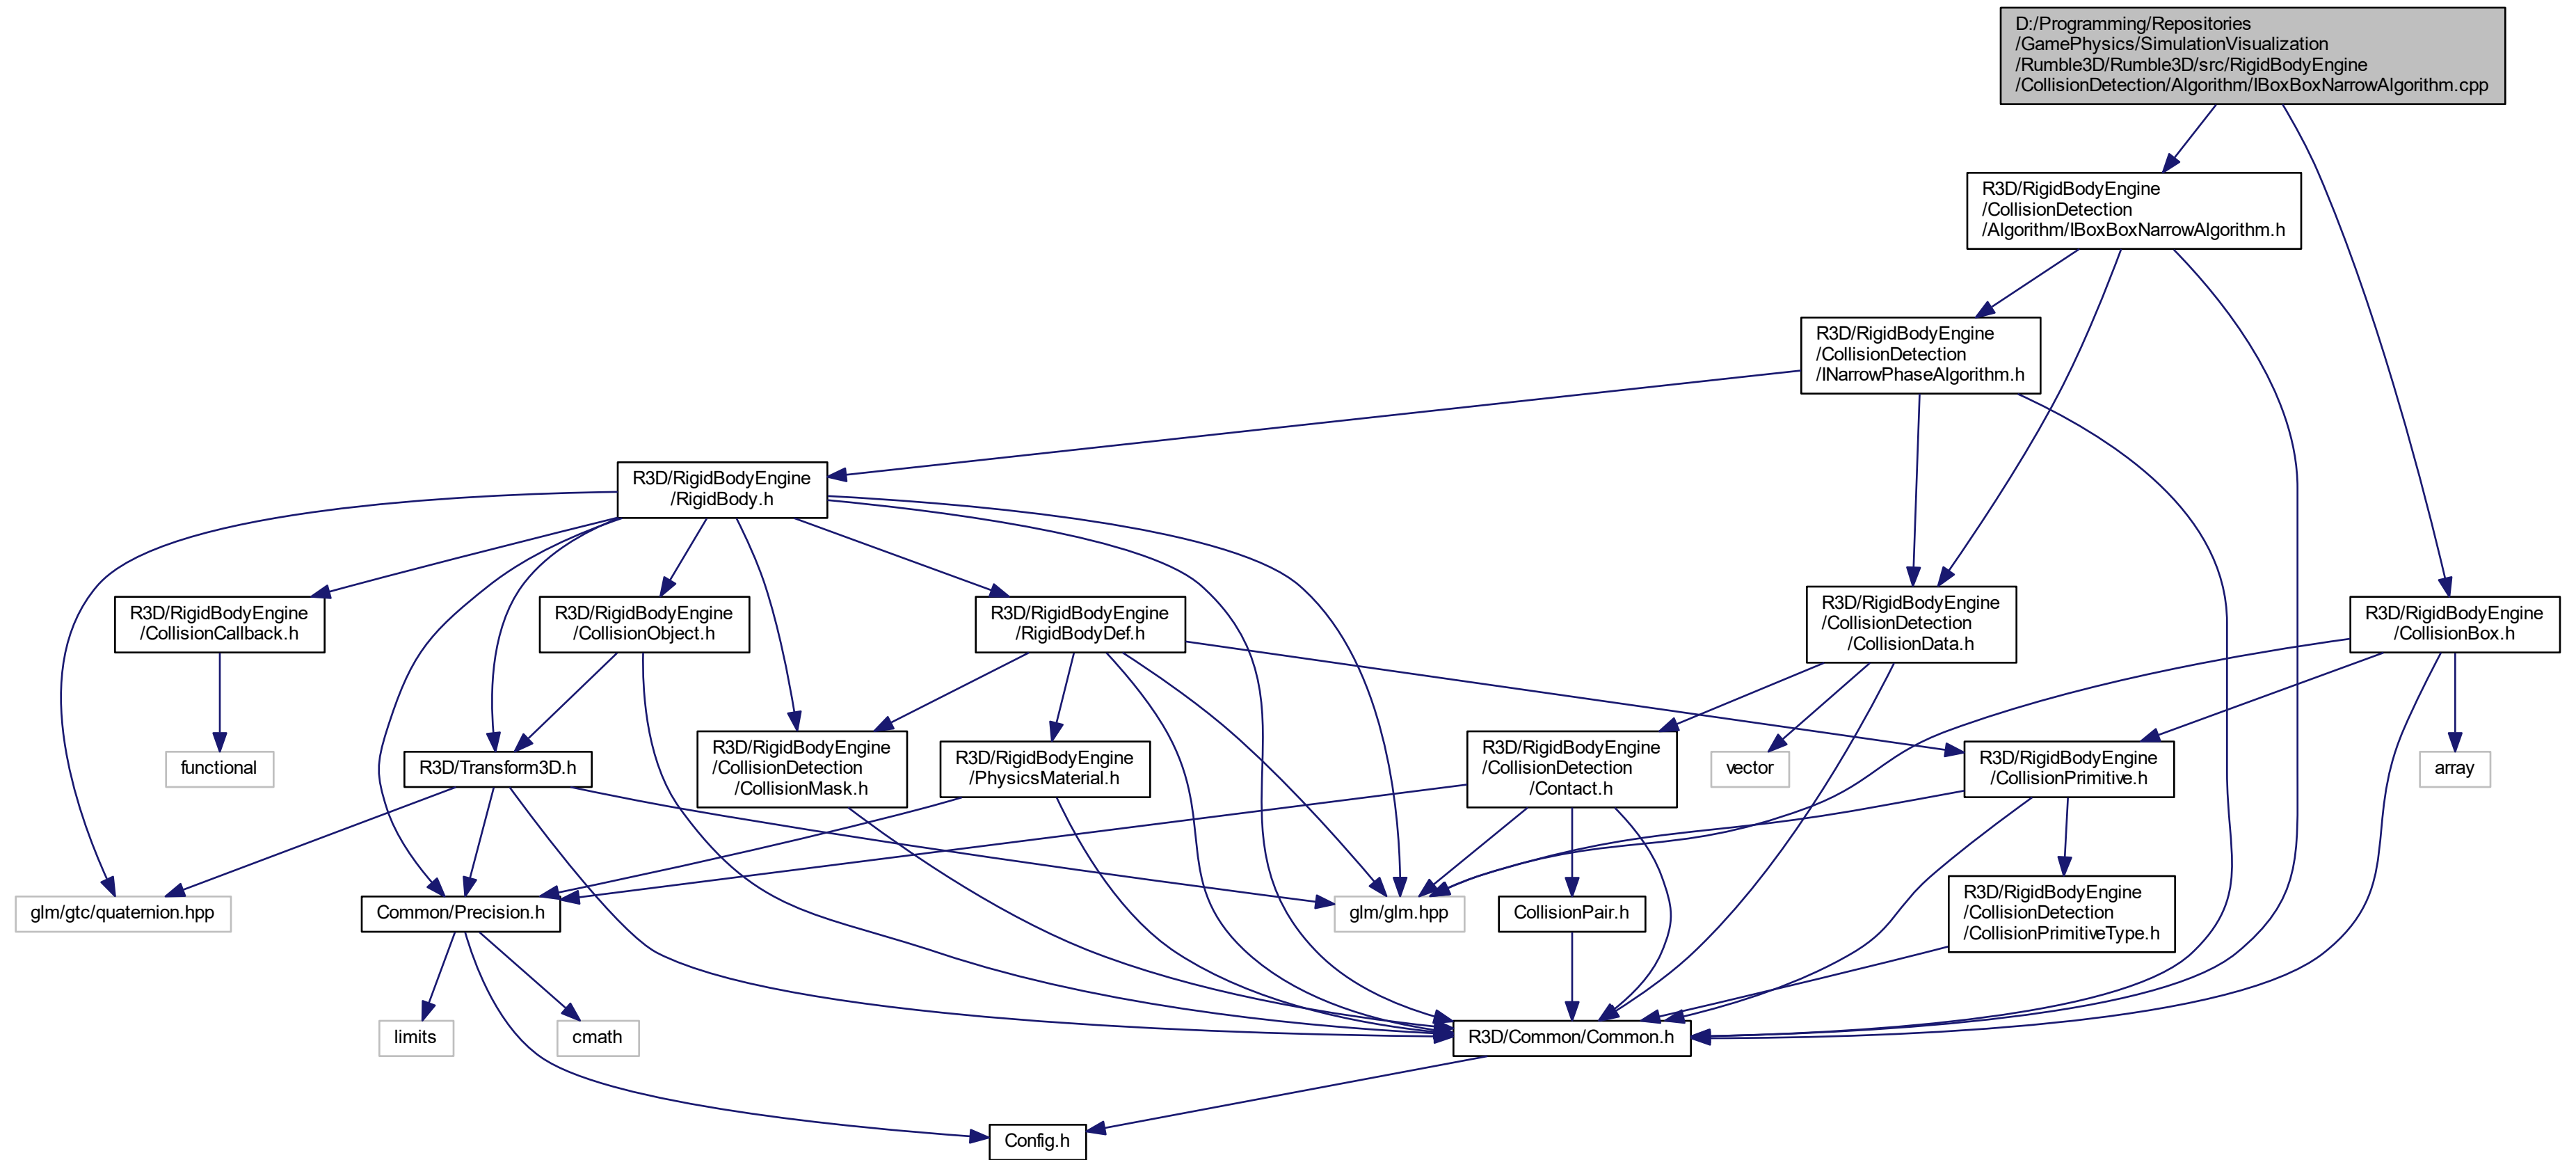 D:/Programming/Repositories
/GamePhysics/SimulationVisualization
/Rumble3D/Rumble3D/src/RigidBodyEngine
/CollisionDetection/Algorithm/IBoxBoxNarrowAlgorithm.cpp
R3D/RigidBodyEngine
/CollisionDetection
/Algorithm/IBoxBoxNarrowAlgorithm.h
R3D/RigidBodyEngine
/CollisionDetection
/INarrowPhaseAlgorithm.h
R3D/RigidBodyEngine
/RigidBody.h
R3D/RigidBodyEngine
/CollisionCallback.h
R3D/RigidBodyEngine
/CollisionObject.h
R3D/RigidBodyEngine
/RigidBodyDef.h
R3D/RigidBodyEngine
/CollisionDetection
/CollisionData.h
R3D/RigidBodyEngine
/CollisionBox.h
functional
R3D/Transform3D.h
R3D/RigidBodyEngine
/CollisionDetection
/CollisionMask.h
R3D/RigidBodyEngine
/PhysicsMaterial.h
R3D/RigidBodyEngine
/CollisionDetection
/Contact.h
vector
R3D/RigidBodyEngine
/CollisionPrimitive.h
array
glm/gtc/quaternion.hpp
Common/Precision.h
glm/glm.hpp
CollisionPair.h
R3D/RigidBodyEngine
/CollisionDetection
/CollisionPrimitiveType.h
limits
cmath
R3D/Common/Common.h
Config.h